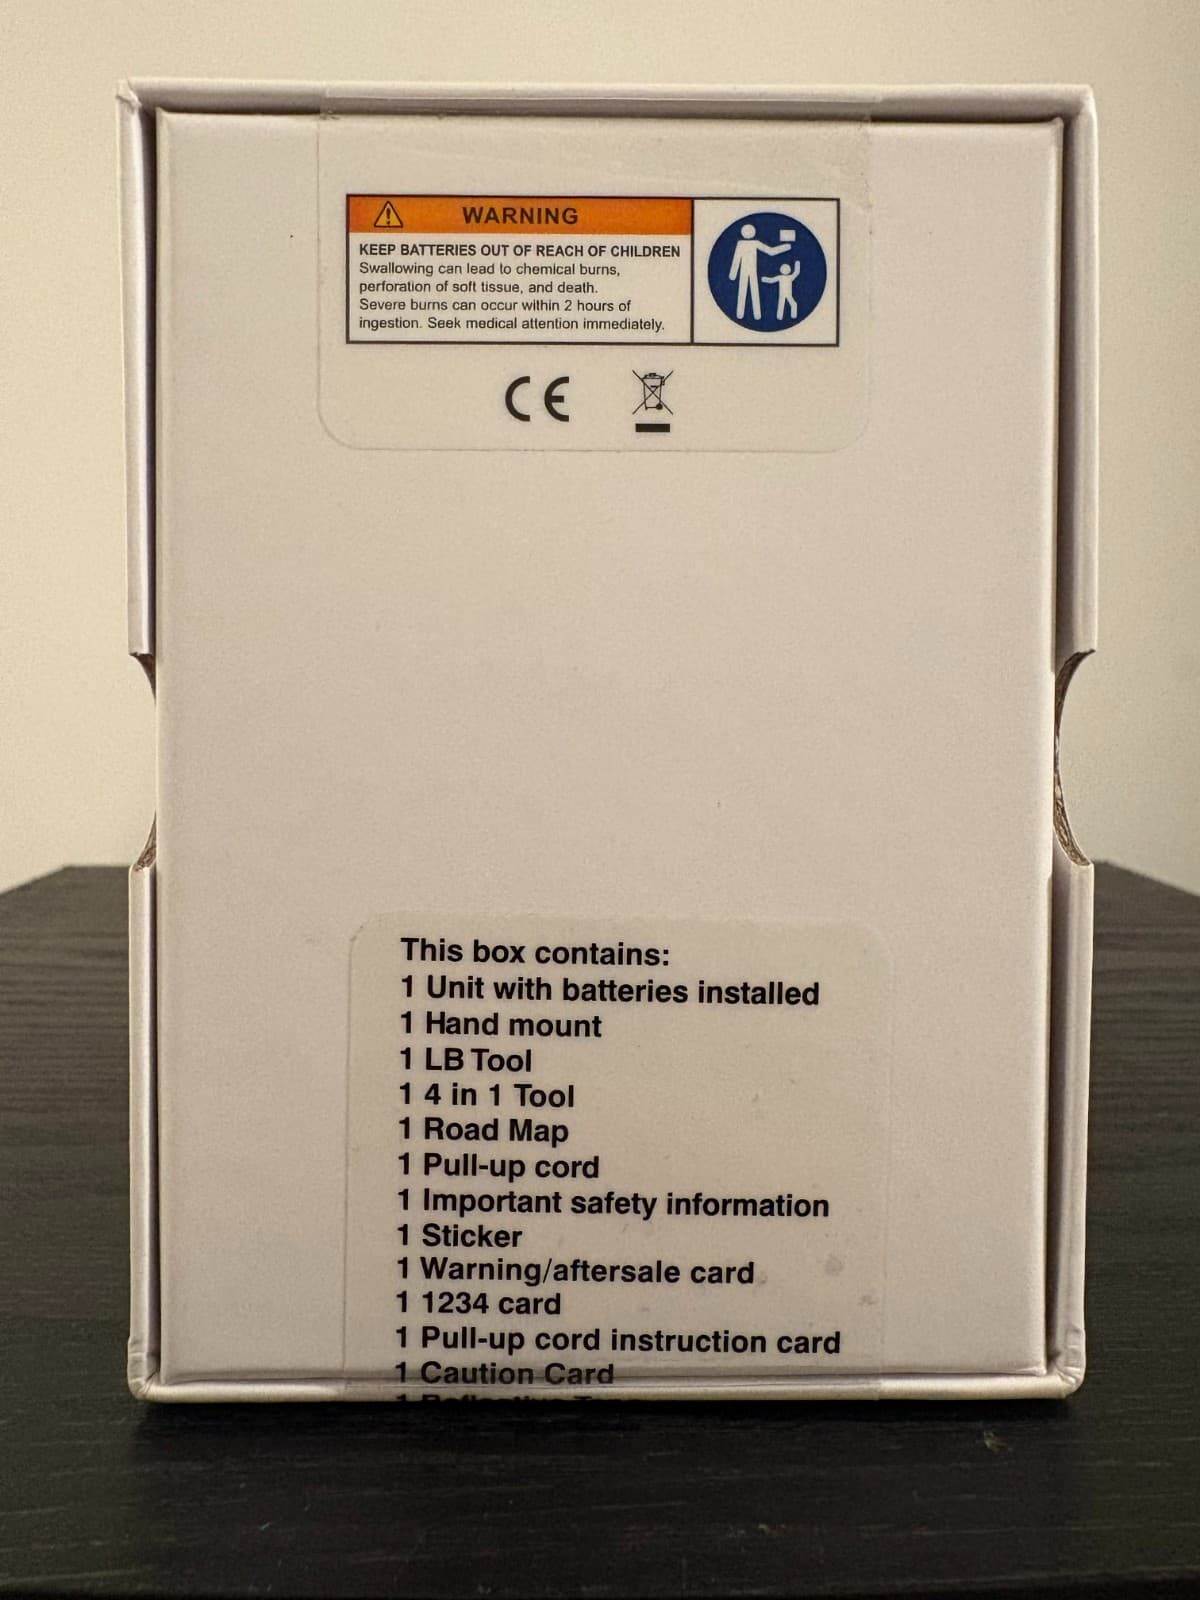 WARNING
KEEP BATTERIES OUT OF REACH OF CHILDREN
Swallowing can lead to chemical burns,
perforation of soft tissue, and death.
Severe burns can occur within 2 hours of
ingestion. Seek medical attention immediately.
CE
This box contains:
1 Unit with batteries installed
1 Hand mount
1 LB Tool
1 4 in 1 Tool
1 Road Map
1 Pull-up cord
1 Important safety information
1 Sticker
1 Warning/aftersale card
1 1234 card
1 Pull-up cord instruction card
1 Caution Card